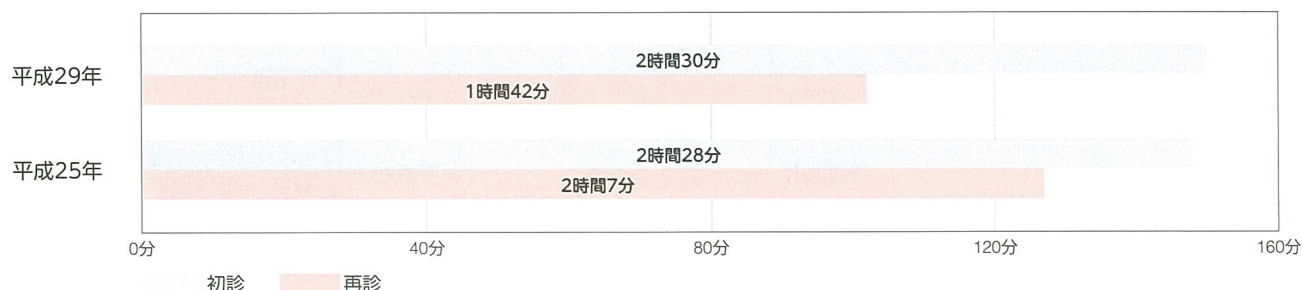 平成29年
2時間30分
1時間42分
平成25年
2時間28分
2時間7分
0分 40分 80分 120分 160分
初診 再診